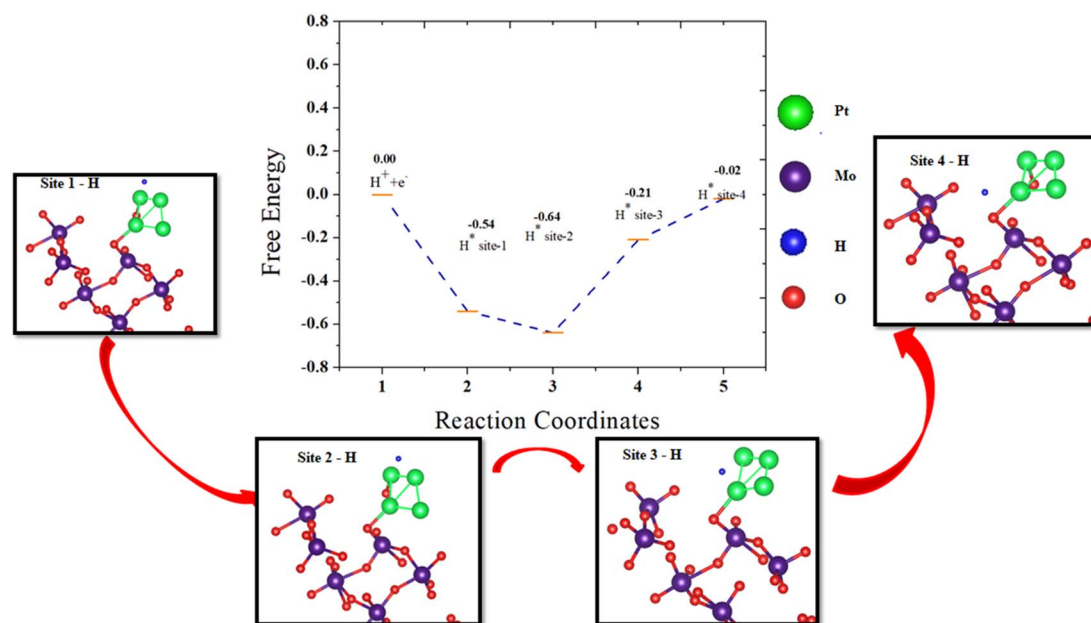 0.8
0.6
0.4
0.2
0.0
-0.2
-0.4
-0.6
-0.8
Free Energy
0.00
H+ +e-
-0.54
H* site-1
-0.64
H* site-2
-0.21
H* site-3
-0.02
H* site-4
1 2 3 4 5
Reaction Coordinates
Pt
Mo
H
O
Site 1 - H
Site 2 - H
Site 3 - H
Site 4 - H